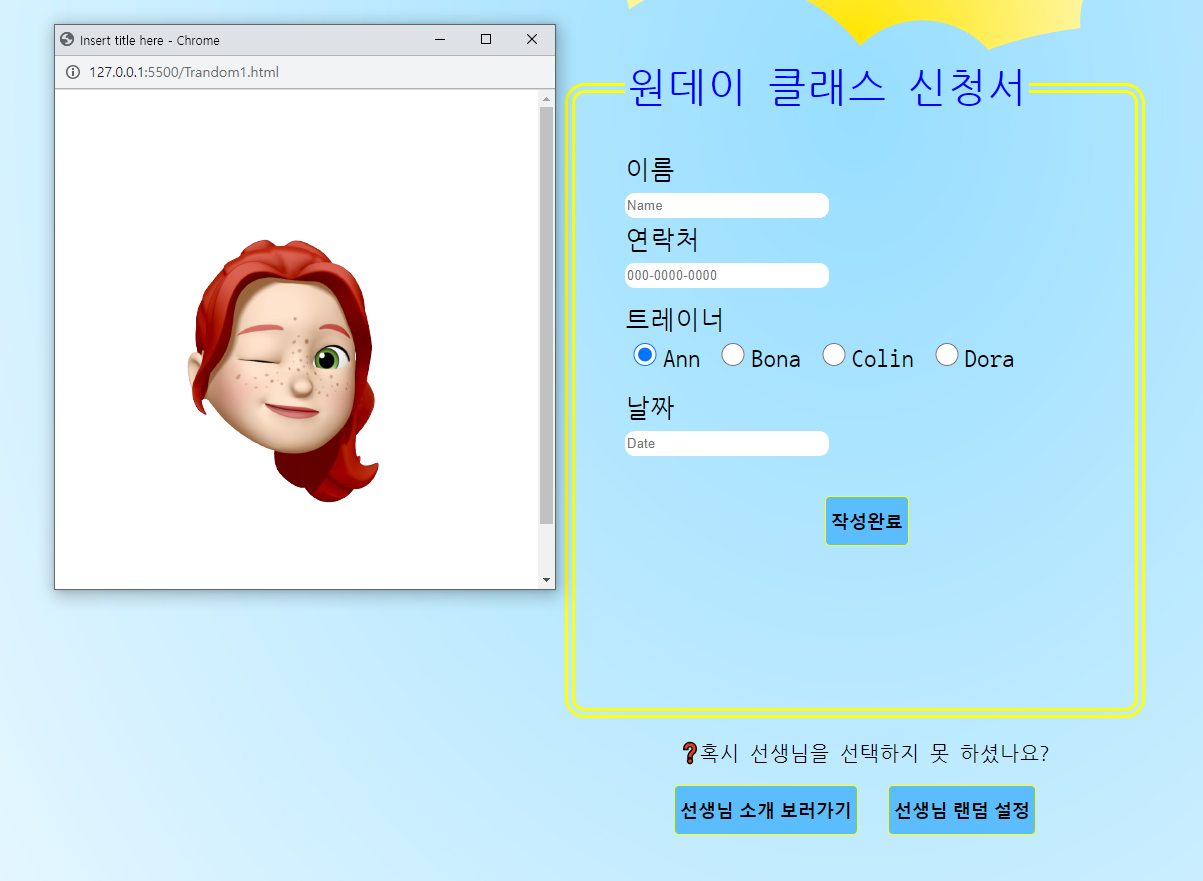 Insert title here - Chrome
127.0.0.1:5500/Trandom1.html
원데이 클래스 신청서
이름
Name
연락처
000-0000-0000
트레이너
Ann Bona Colin Dora
날짜
Date
작성완료
❓혹시 선생님을 선택하지 못 하셨나요?
선생님 소개 보러가기 선생님 랜덤 설정